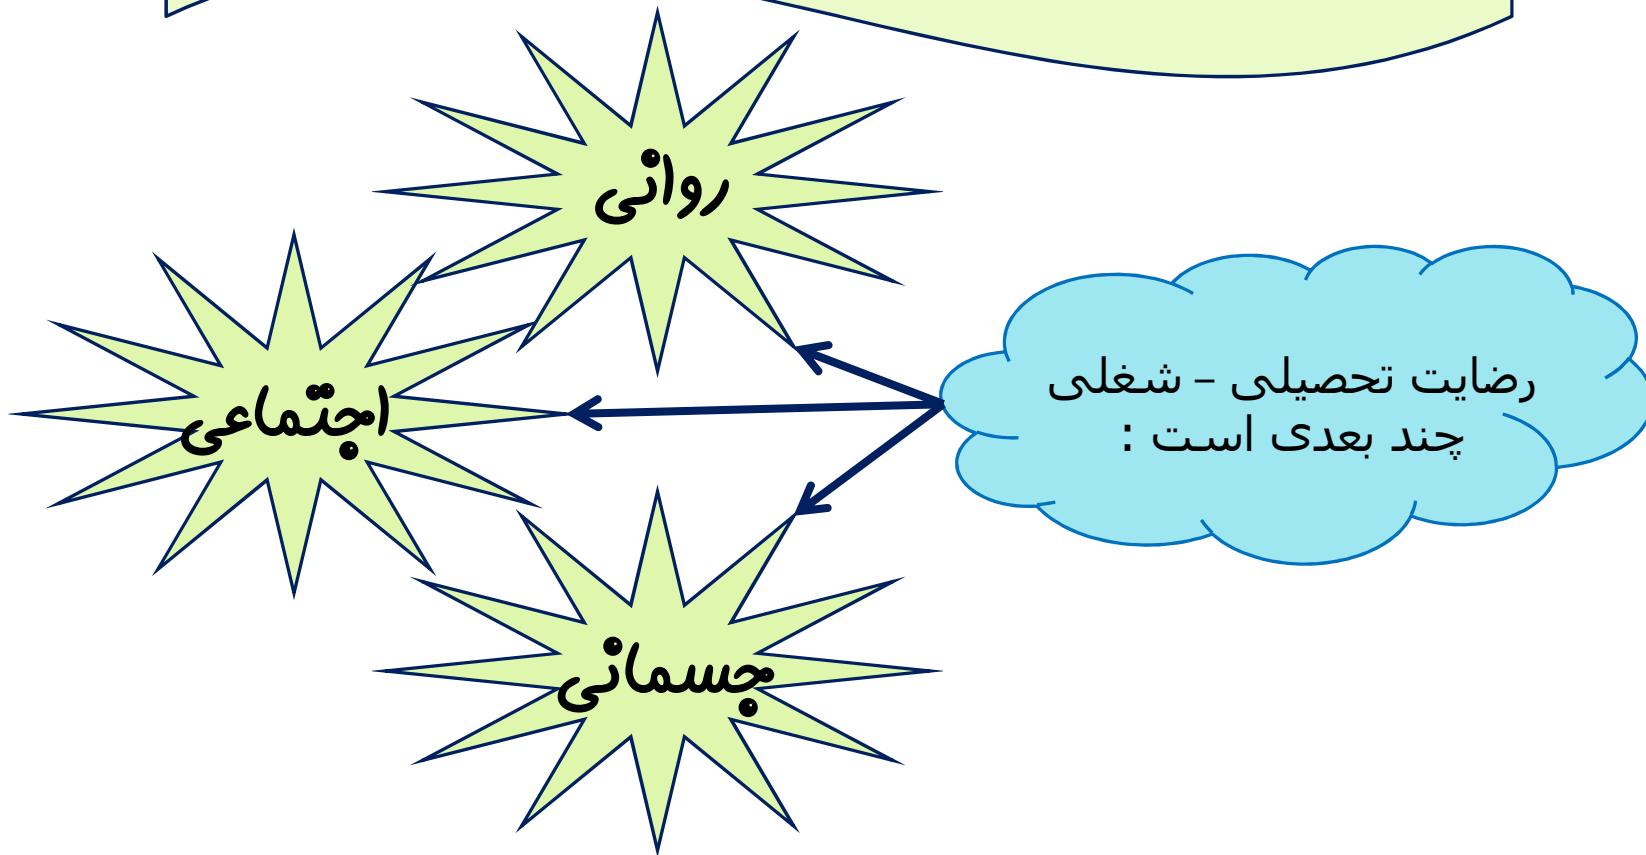 روانی
رضایت تحصیلی – شغلی
چند بعدی است :
اجتماعی
جسمانی